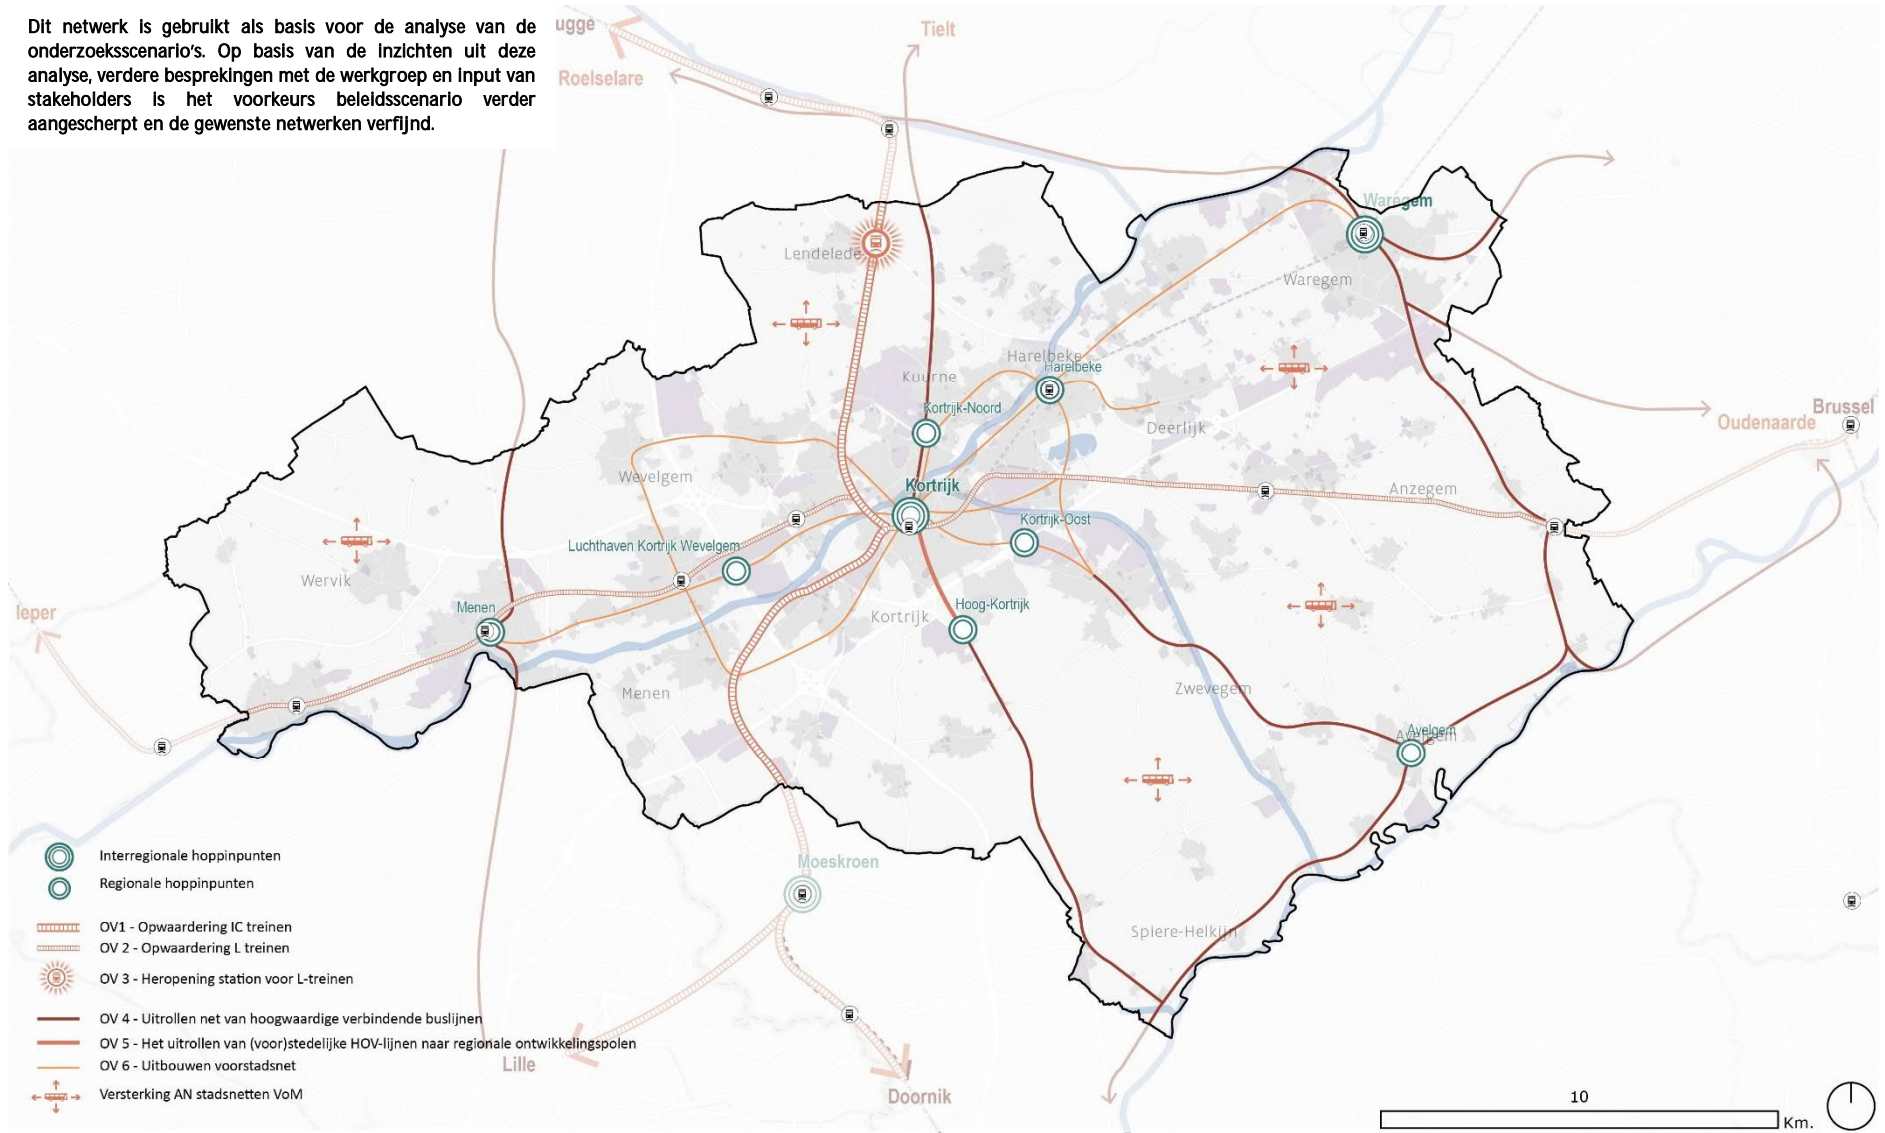 Dit netwerk is gebruikt als basis voor de analyse van de
onderzoeksscenario's. Op basis van de inzichten uit deze
analyse, verdere besprekingen met de werkgroep en input van
stakeholders is het voorkeurs beleidsscenario verder
aangescherpt en de gewenste netwerken verfijnd.
ugge
Tielt
Roelselare
Waregem
Lendelede
Waregem
Harelbeke
Harelbeke
Kuurne
Kortrijk-Noord
Brussel
Oudenaarde
Deerlijk
Wevelgem
Kortrijk
Anzegem
Kortrijk-Oost
Luchthaven Kortrijk Wevelgem
Wervik
Ieper
Menen
Hoog-Kortrijk
Kortrijk
Menen
Zwevegem
Avelgem
Avelgem
Moeskroen
Spiere-Helkijn
Lille
Doornik
Interregionale hoppinpunten
Regionale hoppinpunten
OV1 - Opwaardering IC treinen
OV 2 - Opwaardering L treinen
OV 3 - Heropening station voor L-treinen
OV 4 - Uitrollen net van hoogwaardige verbindende buslijnen
OV 5 - Het uitrollen van (voor)stedelijke HOV-lijnen naar regionale ontwikkelingspolen
OV 6 - Uitbouwen voorstadsnet
Versterking AN stadsnetten VoM
10
Km.